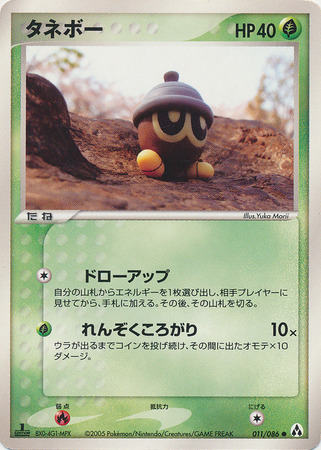 タネボー HP40
たね
Illus.Yuka Morii
ドローアップ
自分の山札からエネルギーを1枚選び出し、相手プレイヤー
に見せてから、手札に加える。その後、その山札を切る。
れんぞくころがり 10×
ウラが出るまでコインを投げ続け、その間に出たオモテ×10
ダメージ。
弱点 抵抗力 にげる
1 EDITION BX0-4G1-MPX ©2005 Pokémon/Nintendo/Creatures/GAME FREAK 011/086